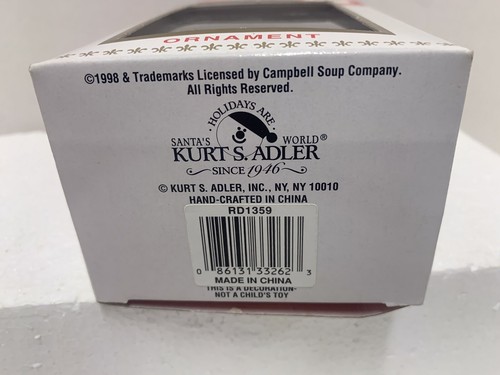 ORNAMENT
©1998 & Trademarks Licensed by Campbell Soup Company.
All Rights Reserved.
HOLIDAYS ARE
SANTA'S WORLD®
KURT S. ADLER
SINCE 1946
© KURT S. ADLER, INC., NY, NY 10010
HAND-CRAFTED IN CHINA
RD1359
0 86131 33262 3
MADE IN CHINA
THIS IS A DECORATION-
NOT A CHILD'S TOY